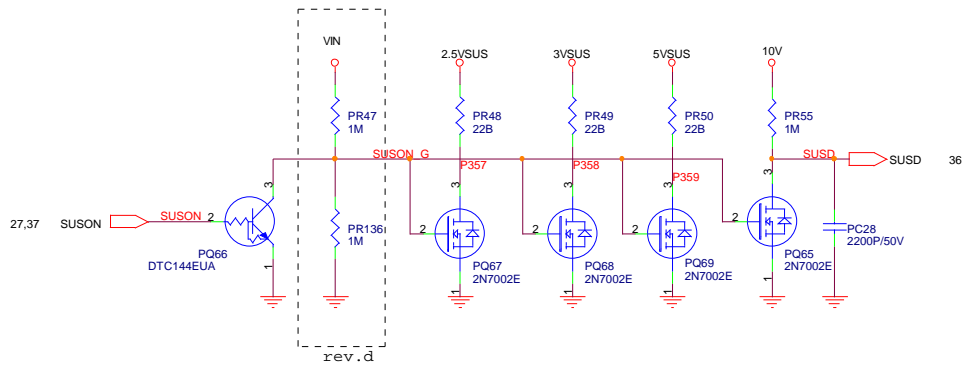 VIN
2.5VSUS
3VSUS
5VSUS
10V
PR47
1M
PR48
22B
PR49
22B
PR50
22B
PR55
1M
SUSON_G
P357
P358
P359
SUSD
SUSD
36
27,37
SUSON
SUSON
2
3
1
PQ66
DTC144EUA
PR136
1M
2
3
1
PQ67
2N7002E
2
3
1
PQ68
2N7002E
2
3
1
PQ69
2N7002E
2
3
1
PQ65
2N7002E
PC28
2200P/50V
rev.d